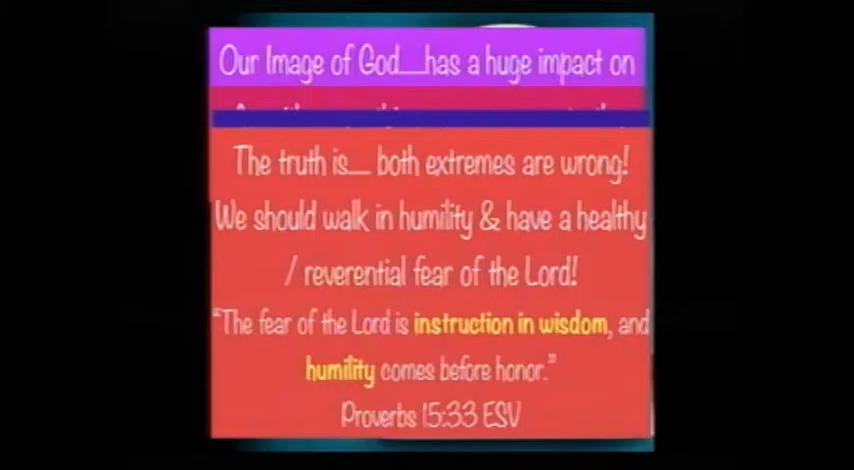 Our Image of God....has a huge impact on
The truth is.... both extremes are wrong!
We should walk in humility & have a healthy
/ reverential fear of the Lord!
“The fear of the Lord is instruction in wisdom, and
humility comes before honor.”
Proverbs 15:33 ESV